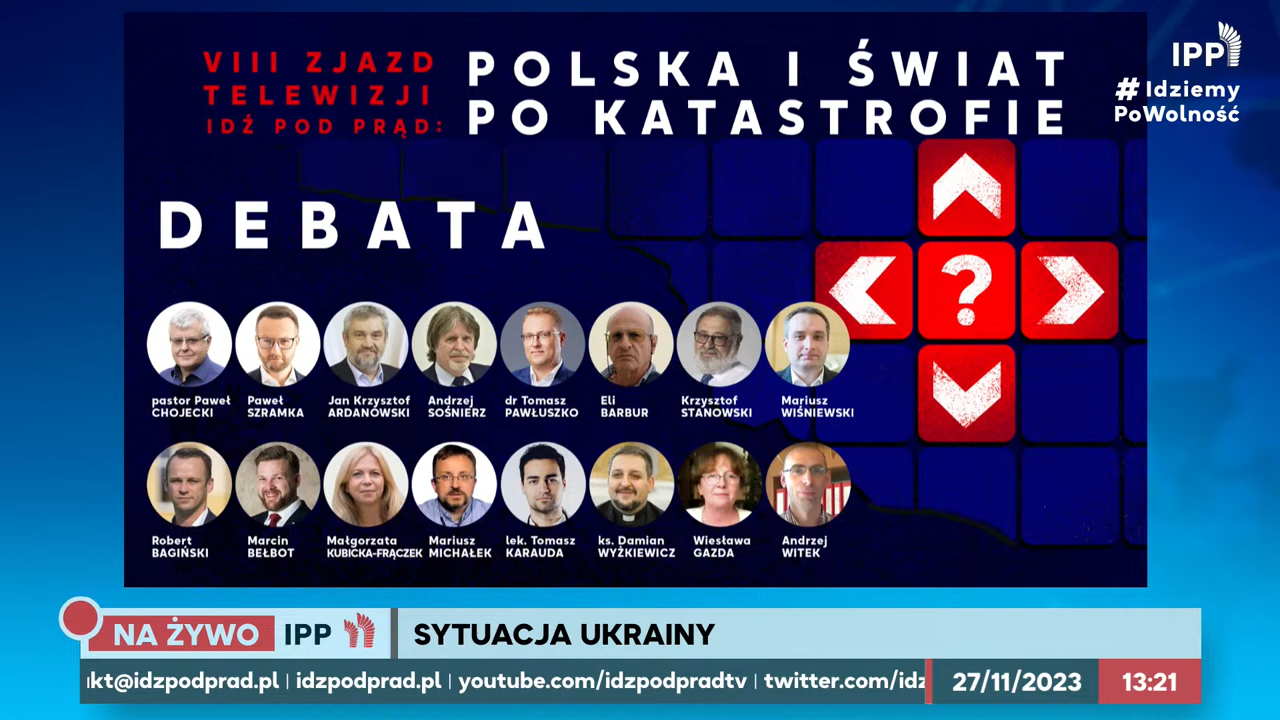 VIII ZJAZD
TELEWIZJI
IDŹ POD PRĄD:
POLSKA I ŚWIAT
PO KATASTROFIE
IPP
#Idziemy
PoWolność
DEBATA
?
pastor Paweł
CHOJECKI
Paweł
SZRAMKA
Jan Krzysztof
ARDANOWSKI
Andrzej
SOŚNIERZ
dr Tomasz
PAWŁUSZKO
Eli
BARBUR
Krzysztof
STANOWSKI
Mariusz
WIŚNIEWSKI
Robert
BAGIŃSKI
Marcin
BEŁBOT
Małgorzata
KUBICKA-FRĄCZEK
Mariusz
MICHAŁEK
lek. Tomasz
KARAUDA
ks. Damian
WYŻKIEWICZ
Wiesława
GAZDA
Andrzej
WITEK
NA ŻYWO IPP
SYTUACJA UKRAINY
kt@idzpodprad.pl | idzpodprad.pl | youtube.com/idzpodpradtv | twitter.com/idz
27/11/2023
13:21